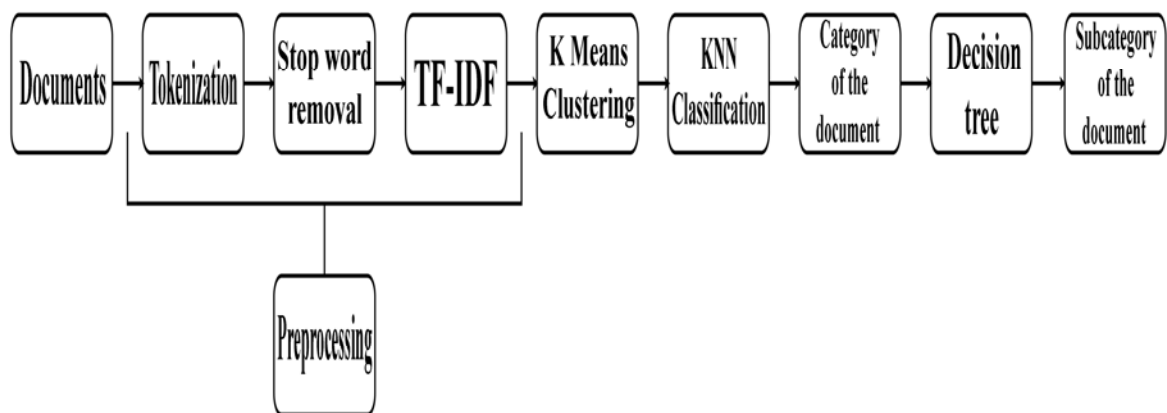 Documents
Tokenization
Stop word
removal
TF-IDF
K Means
Clustering
KNN
Classification
Category
of the
document
Decision
tree
Subcategory
of the
document
Preprocessing